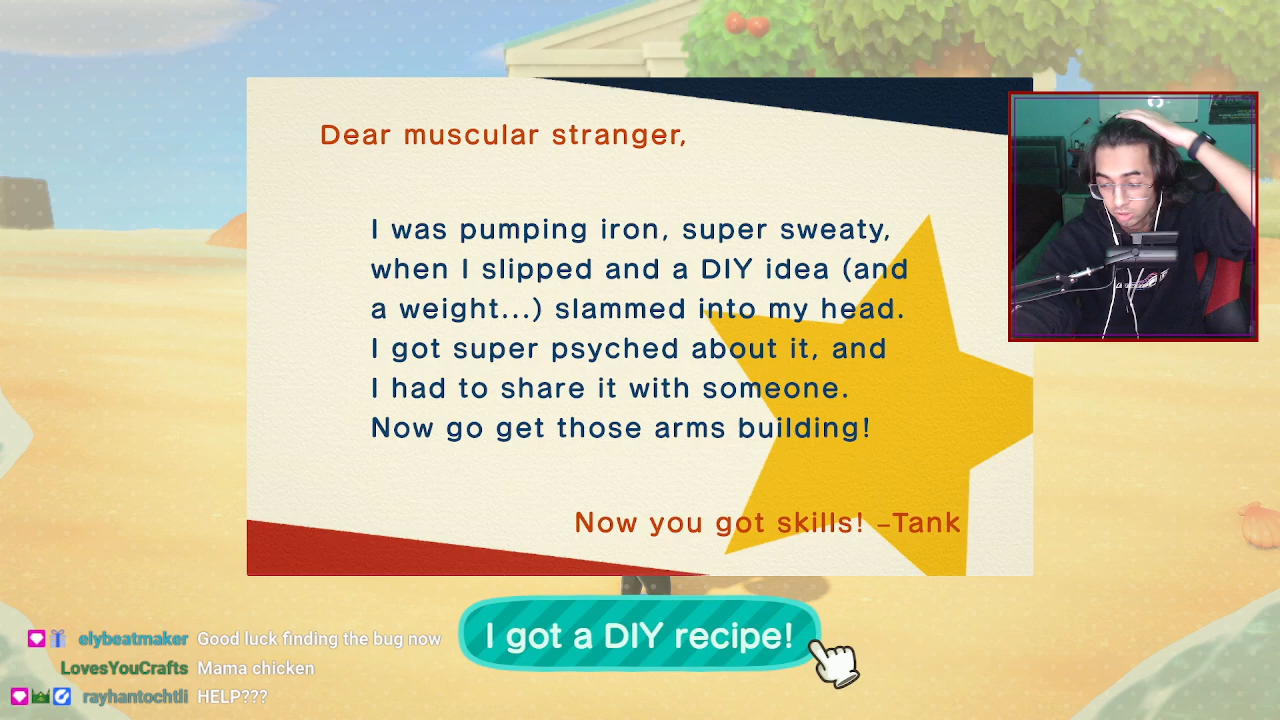 Dear muscular stranger,
I was pumping iron, super sweaty,
when I slipped and a DIY idea (and
a weight...) slammed into my head.
I got super psyched about it, and
I had to share it with someone.
Now go get those arms building!
Now you got skills! –Tank
I got a DIY recipe!
elybeatmaker Good luck finding the bug now
LovesYouCrafts Mama chicken
rayhantochtli HELP???